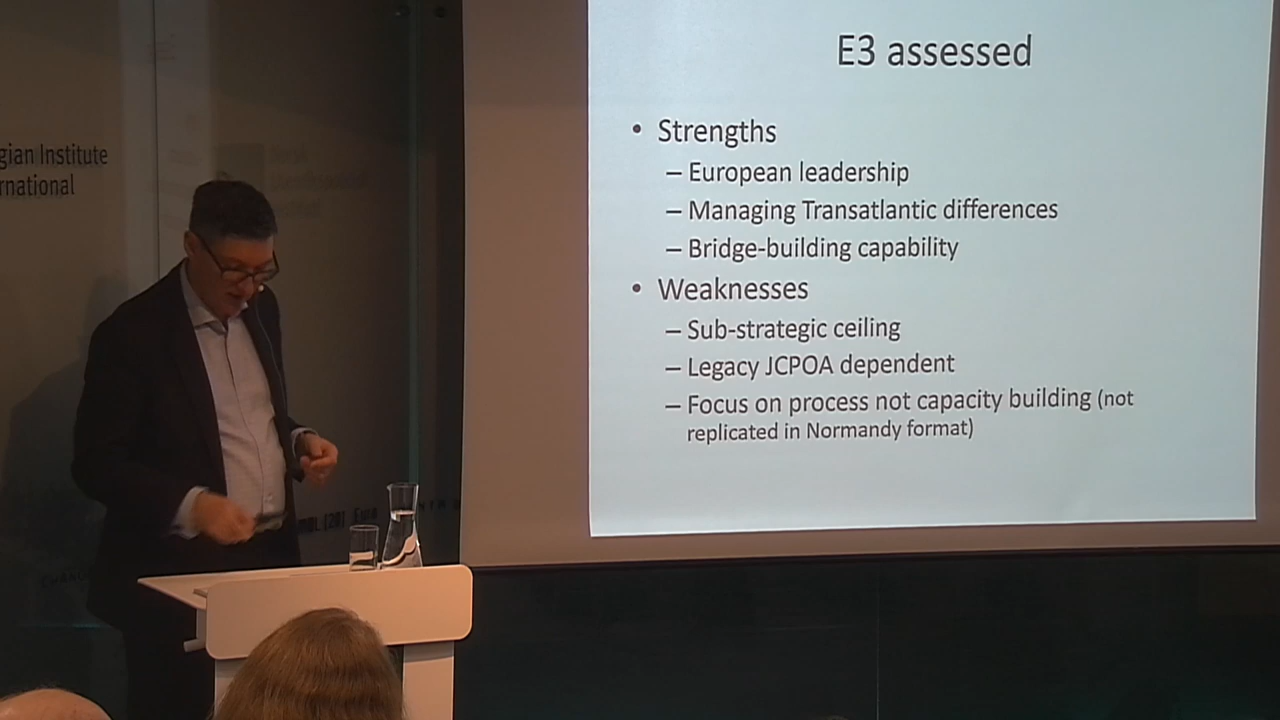 gian Institute
rnational
E3 assessed
• Strengths
– European leadership
– Managing Transatlantic differences
– Bridge-building capability
• Weaknesses
– Sub-strategic ceiling
– Legacy JCPOA dependent
– Focus on process not capacity building (not
replicated in Normandy format)